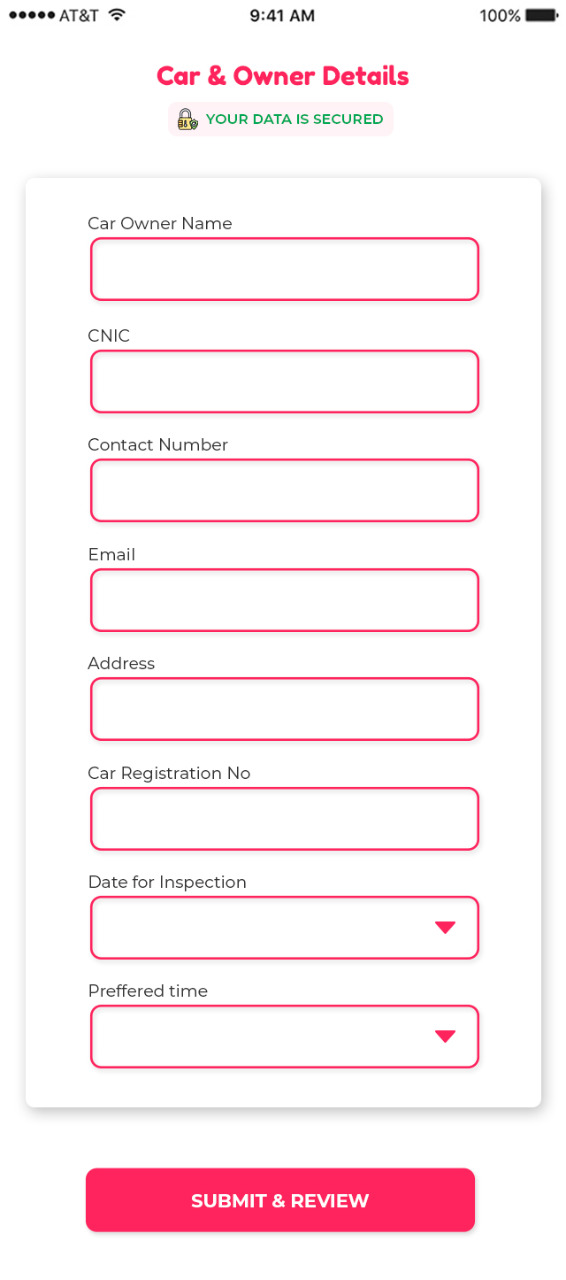 AT&T 9:41 AM 100%
Car & Owner Details
YOUR DATA IS SECURED
Car Owner Name
CNIC
Contact Number
Email
Address
Car Registration No
Date for Inspection
Preffered time
SUBMIT & REVIEW